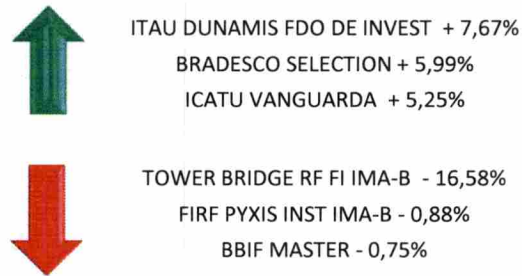 ITAU DUNAMIS FDO DE INVEST + 7,67%
BRADESCO SELECTION + 5,99%
ICATU VANGUARDA + 5,25%
TOWER BRIDGE RF FI IMA-B - 16,58%
FIRF PYXIS INST IMA-B - 0,88%
BBIF MASTER - 0,75%